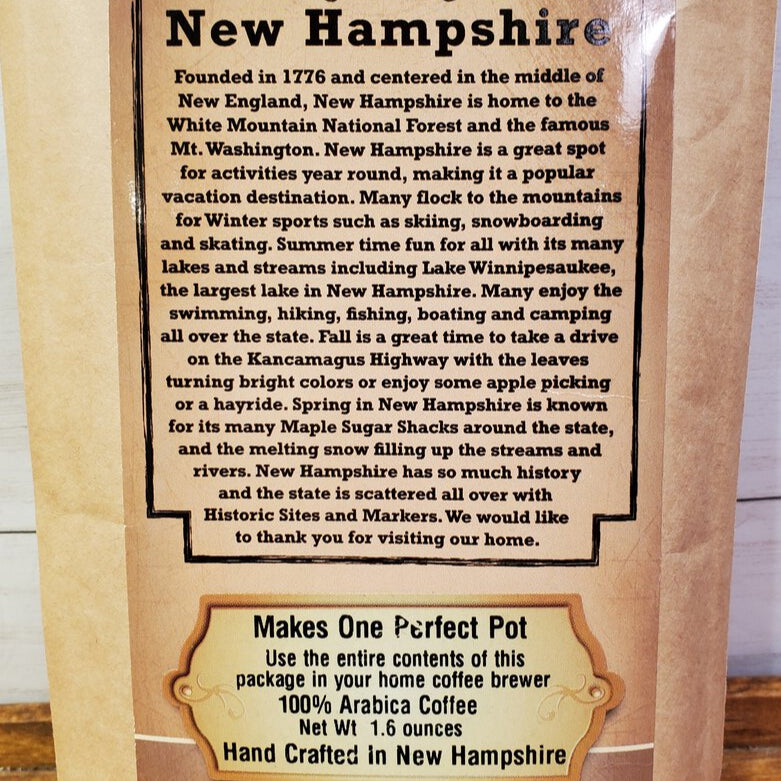 New Hampshire
Founded in 1776 and centered in the middle of
New England, New Hampshire is home to the
White Mountain National Forest and the famous
Mt. Washington. New Hampshire is a great spot
for activities year round, making it a popular
vacation destination. Many flock to the mountains
for Winter sports such as skiing, snowboarding
and skating. Summer time fun for all with its many
lakes and streams including Lake Winnipesaukee,
the largest lake in New Hampshire. Many enjoy the
swimming, hiking, fishing, boating and camping
all over the state. Fall is a great time to take a drive
on the Kancamagus Highway with the leaves
turning bright colors or enjoy some apple picking
or a hayride. Spring in New Hampshire is known
for its many Maple Sugar Shacks around the state,
and the melting snow filling up the streams and
rivers. New Hampshire has so much history
and the state is scattered all over with
Historic Sites and Markers. We would like
to thank you for visiting our home.
Makes One Perfect Pot
Use the entire contents of this
package in your home coffee brewer
100% Arabica Coffee
Net Wt 1.6 ounces
Hand Crafted in New Hampshire